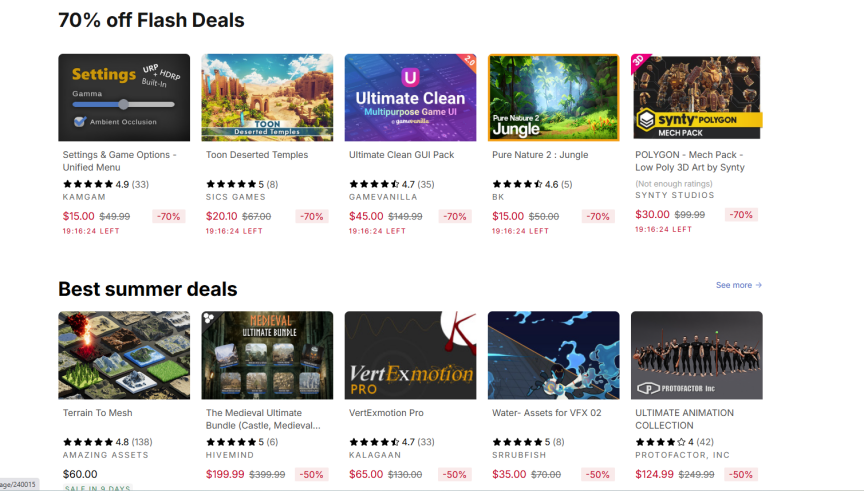 70% off Flash Deals
Settings
URP
+ HDRP
Built-In
Gamma
Ambient Occlusion
TOON
Deserted Temples
2.0
U
Ultimate Clean
Multipurpose Game UI
gamevanilla
Pure Nature 2 :
Jungle
3D
synty POLYGON
MECH PACK
Settings & Game Options -
Unified Menu
4.9 (33)
KAMGAM
$15.00 $49.99 -70%
19:16:24 LEFT
Toon Deserted Temples
5 (8)
SICS GAMES
$20.10 $67.00 -70%
19:16:24 LEFT
Ultimate Clean GUI Pack
4.7 (35)
GAMEVANILLA
$45.00 $149.99 -70%
19:16:24 LEFT
Pure Nature 2 : Jungle
4.6 (5)
BK
$15.00 $50.00 -70%
19:16:24 LEFT
POLYGON - Mech Pack -
Low Poly 3D Art by Synty
(Not enough ratings)
SYNTY STUDIOS
$30.00 $99.99 -70%
19:16:24 LEFT
Best summer deals
See more →
MEDIEVAL
ULTIMATE BUNDLE
VertExmotion
PRO
PROTOFACTOR Inc
Terrain To Mesh
4.8 (138)
AMAZING ASSETS
$60.00
SALE IN 9 DAYS
The Medieval Ultimate
Bundle (Castle, Medieval...
5 (6)
HIVEMIND
$199.99 $399.99 -50%
VertExmotion Pro
4.7 (33)
KALAGAAN
$65.00 $130.00 -50%
Water- Assets for VFX 02
5 (8)
SRRUBFISH
$35.00 $70.00 -50%
ULTIMATE ANIMATION
COLLECTION
4 (42)
PROTOFACTOR, INC
$124.99 $249.99 -50%
age/240015